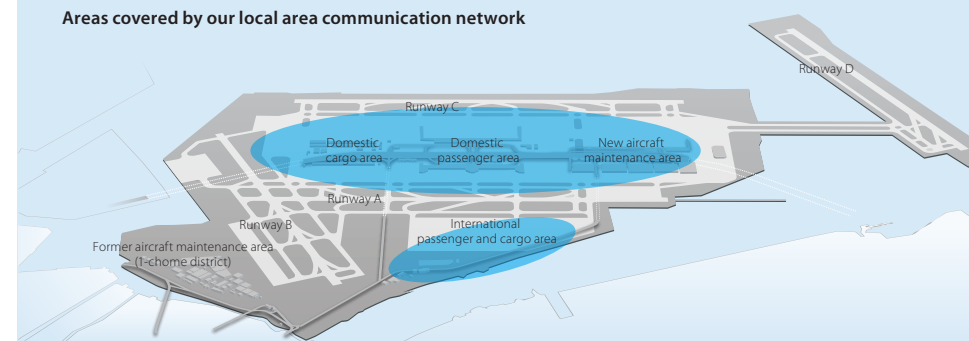 Areas covered by our local area communication network
Runway D
Runway C
Domestic
cargo area
Domestic
passenger area
New aircraft
maintenance area
Runway A
Runway B
International
passenger and cargo area
Former aircraft maintenance area
(1-chome district)